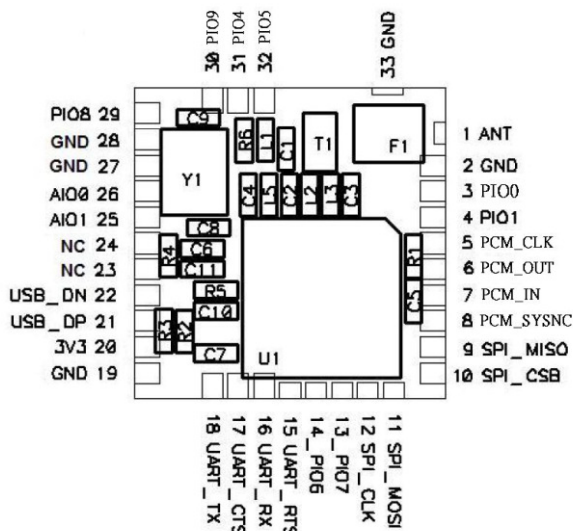 30 PIO9
31 PIO4
32 PIO5
33 GND
PIO8 29
GND 28
GND 27
AIO0 26
AIO1 25
NC 24
NC 23
USB_DN 22
USB_DP 21
3V3 20
GND 19
1 ANT
2 GND
3 PIO0
4 PIO1
5 PCM_CLK
6 PCM_OUT
7 PCM_IN
8 PCM_SYSNC
9 SPI_MISO
10 SPI_CSB
C9
R6
L1
C1
T1
F1
Y1
C4
L5
C2
L2
L3
C3
C8
R4
C6
C11
R5
C10
R3
R2
C7
R1
C5
U1
18 UART_TX
17 UART_CTS
16 UART_RX
15 UART_RTS
14_PIO6
13_PIO7
12 SPI_CLK
11 SPI_MOSI